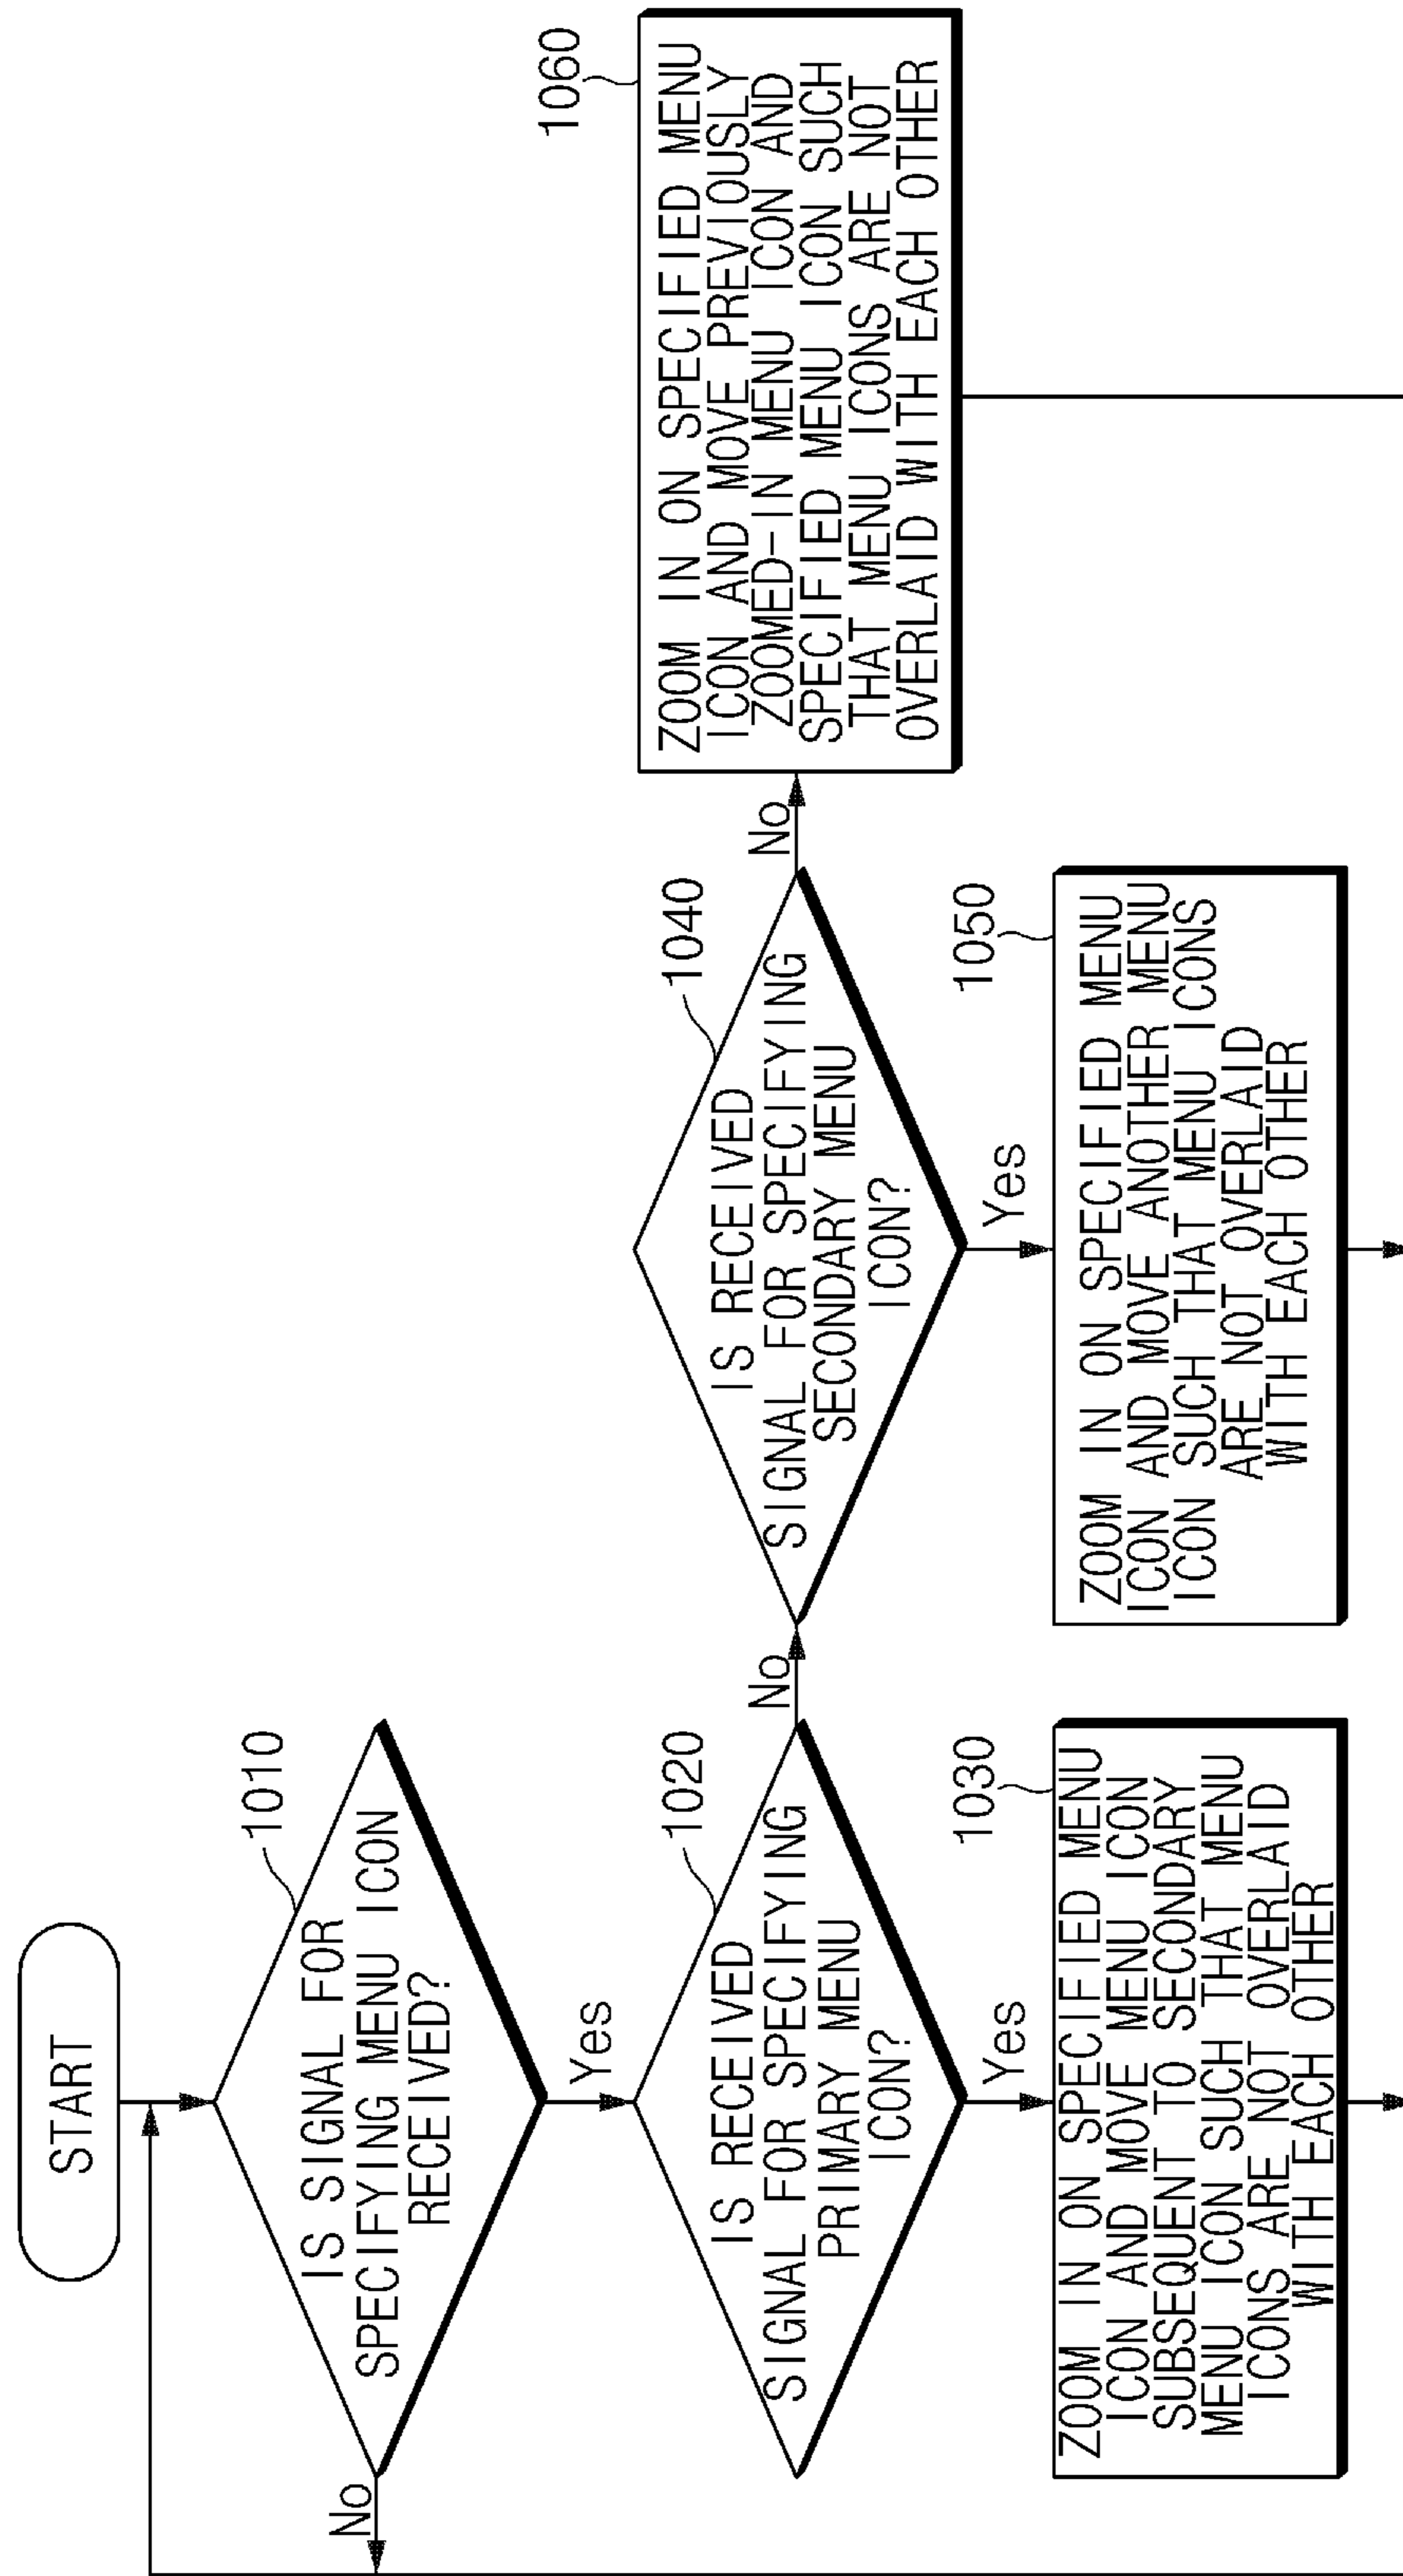 START
1010
IS SIGNAL FOR
SPECIFYING MENU ICON
RECEIVED?
No
Yes
1020
IS RECEIVED
SIGNAL FOR SPECIFYING
PRIMARY MENU
ICON?
No
Yes
1030
ZOOM IN ON SPECIFIED MENU
ICON AND MOVE MENU ICON
SUBSEQUENT TO SECONDARY
MENU ICON SUCH THAT MENU
ICONS ARE NOT OVERLAID
WITH EACH OTHER
1040
IS RECEIVED
SIGNAL FOR SPECIFYING
SECONDARY MENU
ICON?
No
Yes
1050
ZOOM IN ON SPECIFIED MENU
ICON AND MOVE ANOTHER MENU
ICON SUCH THAT MENU ICONS
ARE NOT OVERLAID
WITH EACH OTHER
1060
ZOOM IN ON SPECIFIED MENU
ICON AND MOVE PREVIOUSLY
ZOOMED-IN MENU ICON AND
SPECIFIED MENU ICON SUCH
THAT MENU ICONS ARE NOT
OVERLAID WITH EACH OTHER